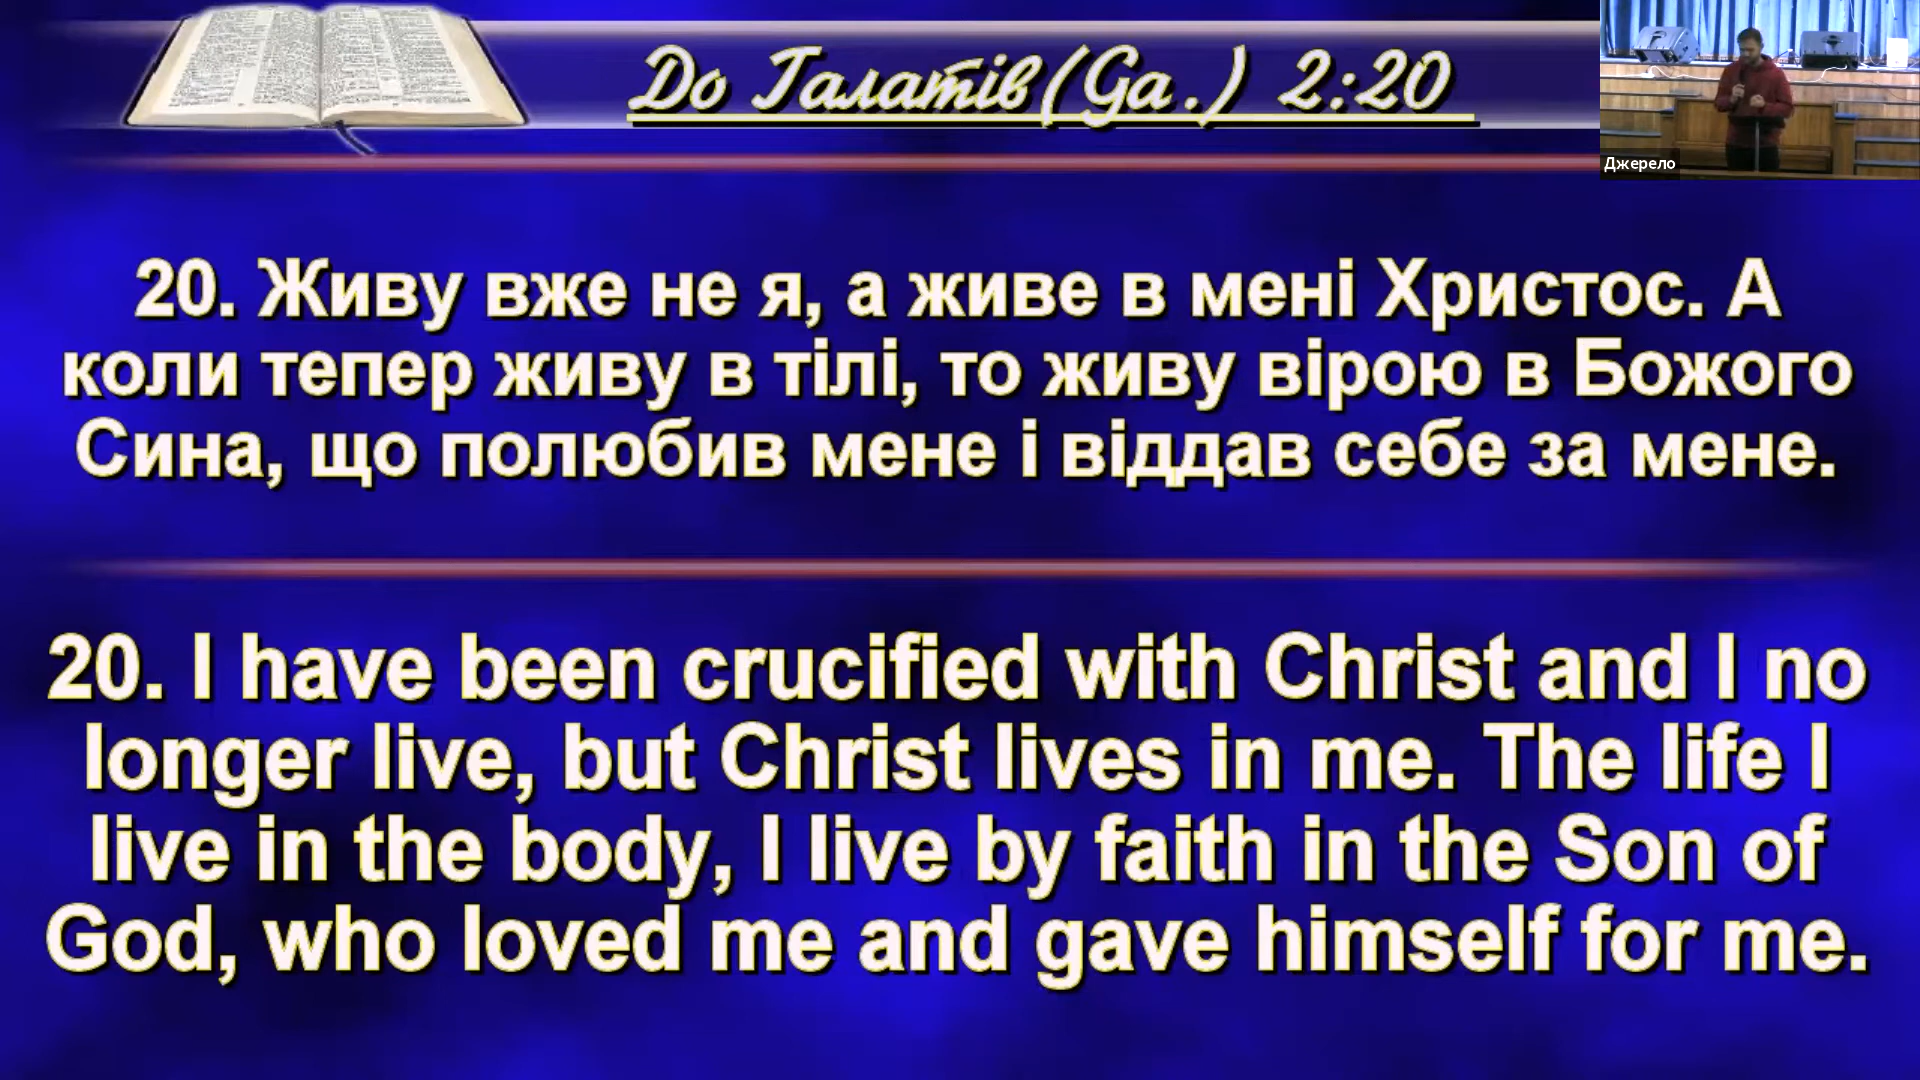 До Галатів(Ga.) 2:20
Джерело
20. Живу вже не я, а живе в мені Христос. А
коли тепер живу в тілі, то живу вірою в Божого
Сина, що полюбив мене і віддав себе за мене.
20. I have been crucified with Christ and I no
longer live, but Christ lives in me. The life I
live in the body, I live by faith in the Son of
God, who loved me and gave himself for me.